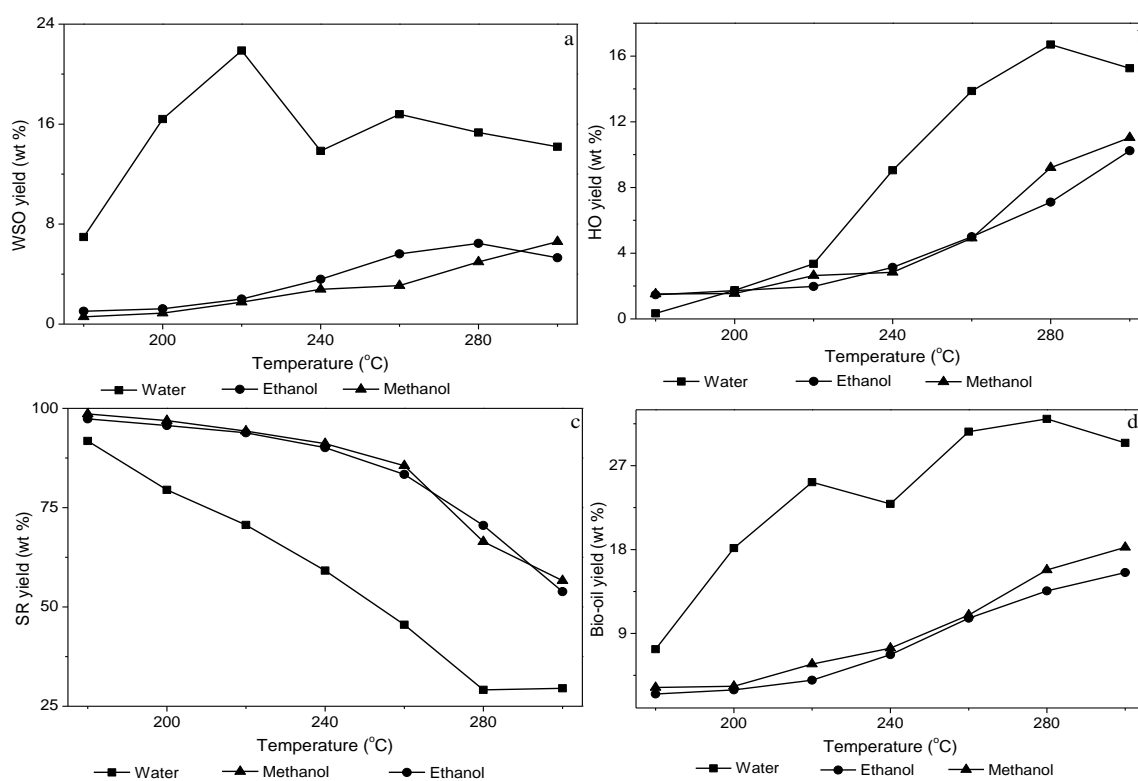 a
WSO yield (wt %)
24
16
8
0
200
240
280
Temperature (°C)
Water
Ethanol
Methanol
HO yield (wt %)
16
12
8
4
0
200
240
280
Temperature (°C)
Water
Ethanol
Methanol
c
SR yield (wt %)
100
75
50
25
200
240
280
Temperature (°C)
Water
Methanol
Ethanol
d
Bio-oil yield (wt %)
27
18
9
200
240
280
Temperature (°C)
Water
Ethanol
Methanol